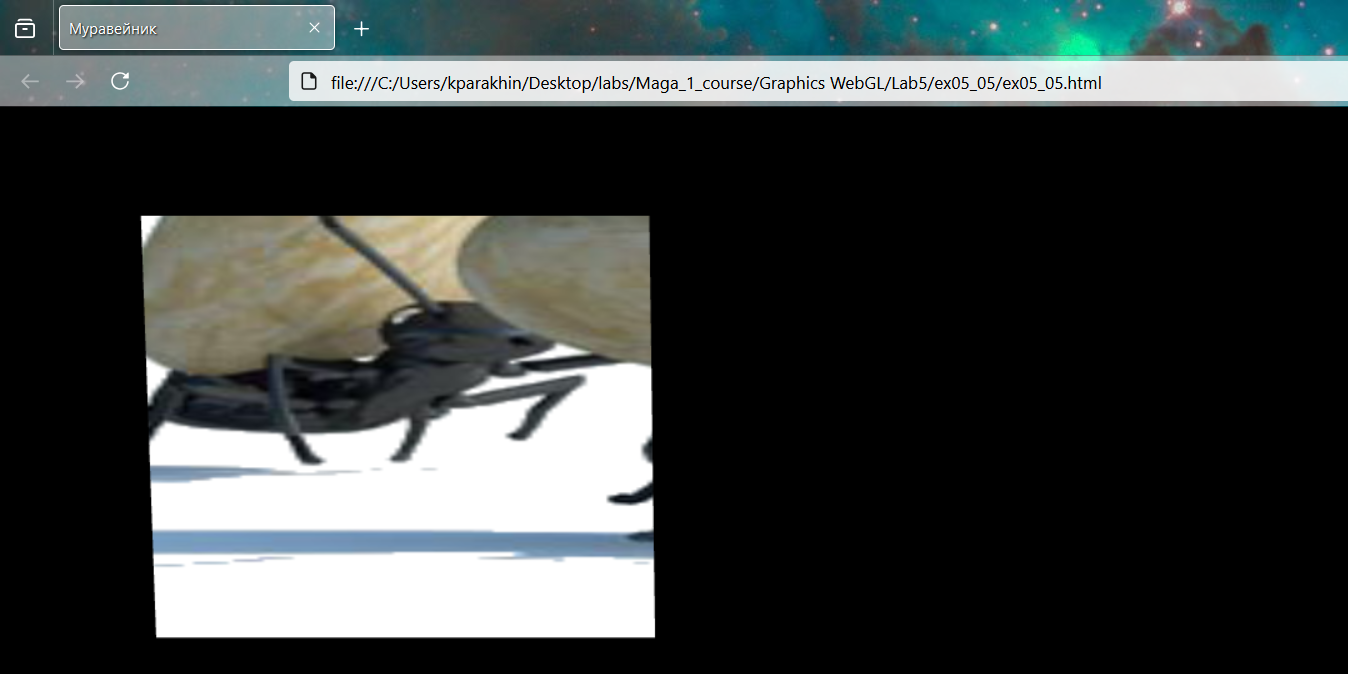 Муравейник
file:///C:/Users/kparakhin/Desktop/labs/Maga_1_course/Graphics WebGL/Lab5/ex05_05/ex05_05.html